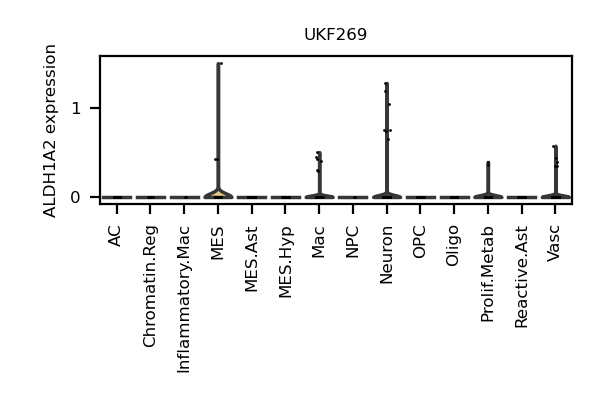 UKF269
ALDH1A2 expression
1
0
AC
Chromatin.Reg
Inflammatory.Mac
MES
MES.Ast
MES.Hyp
Mac
NPC
Neuron
OPC
Oligo
Prolif.Metab
Reactive.Ast
Vasc